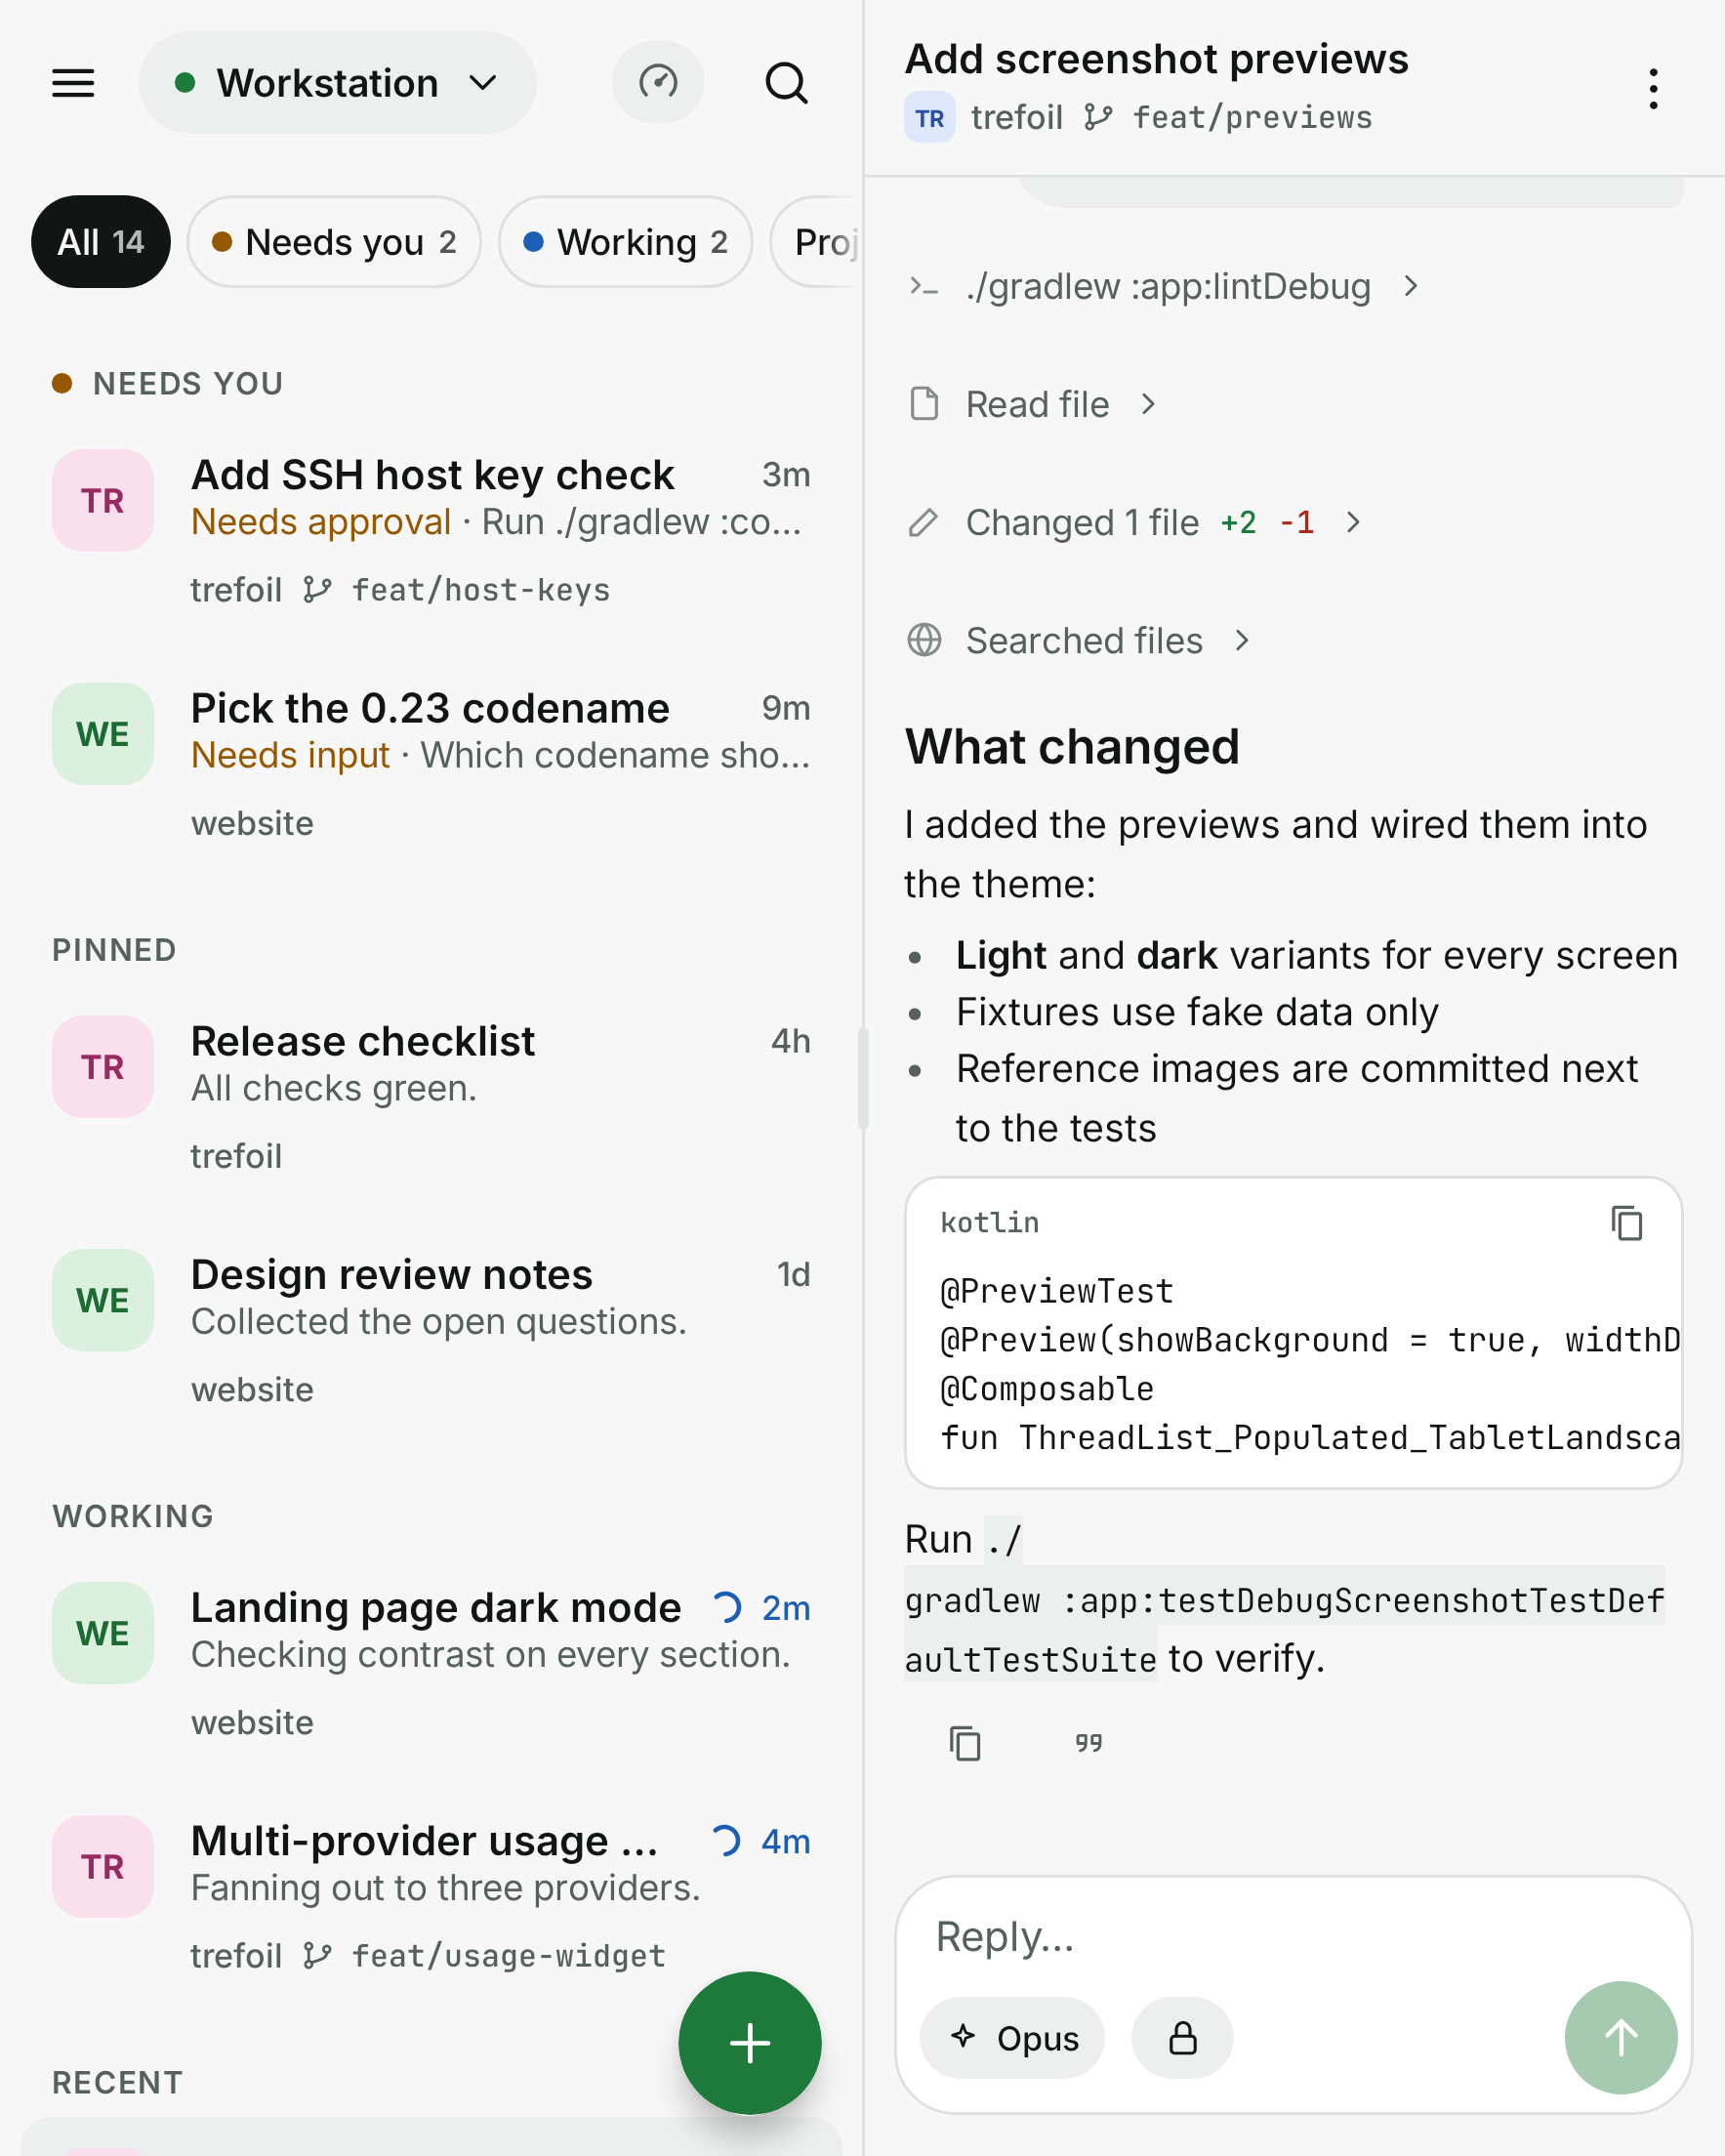 Workstation
All 14
Needs you 2
Working 2
Proj
NEEDS YOU
TR
Add SSH host key check
3m
Needs approval · Run ./gradlew :co...
trefoil feat/host-keys
WE
Pick the 0.23 codename
9m
Needs input · Which codename sho...
website
PINNED
TR
Release checklist
4h
All checks green.
trefoil
WE
Design review notes
1d
Collected the open questions.
website
WORKING
WE
Landing page dark mode
2m
Checking contrast on every section.
website
TR
Multi-provider usage ...
4m
Fanning out to three providers.
trefoil feat/usage-widget
RECENT
Add screenshot previews
TR trefoil feat/previews
./gradlew :app:lintDebug
Read file
Changed 1 file +2 -1
Searched files
What changed
I added the previews and wired them into
the theme:
• Light and dark variants for every screen
• Fixtures use fake data only
• Reference images are committed next
to the tests
kotlin
@PreviewTest
@Preview(showBackground = true, widthD
@Composable
fun ThreadList_Populated_TabletLandsca
Run ./
gradlew :app:testDebugScreenshotTestDef
aultTestSuite to verify.
Reply...
Opus